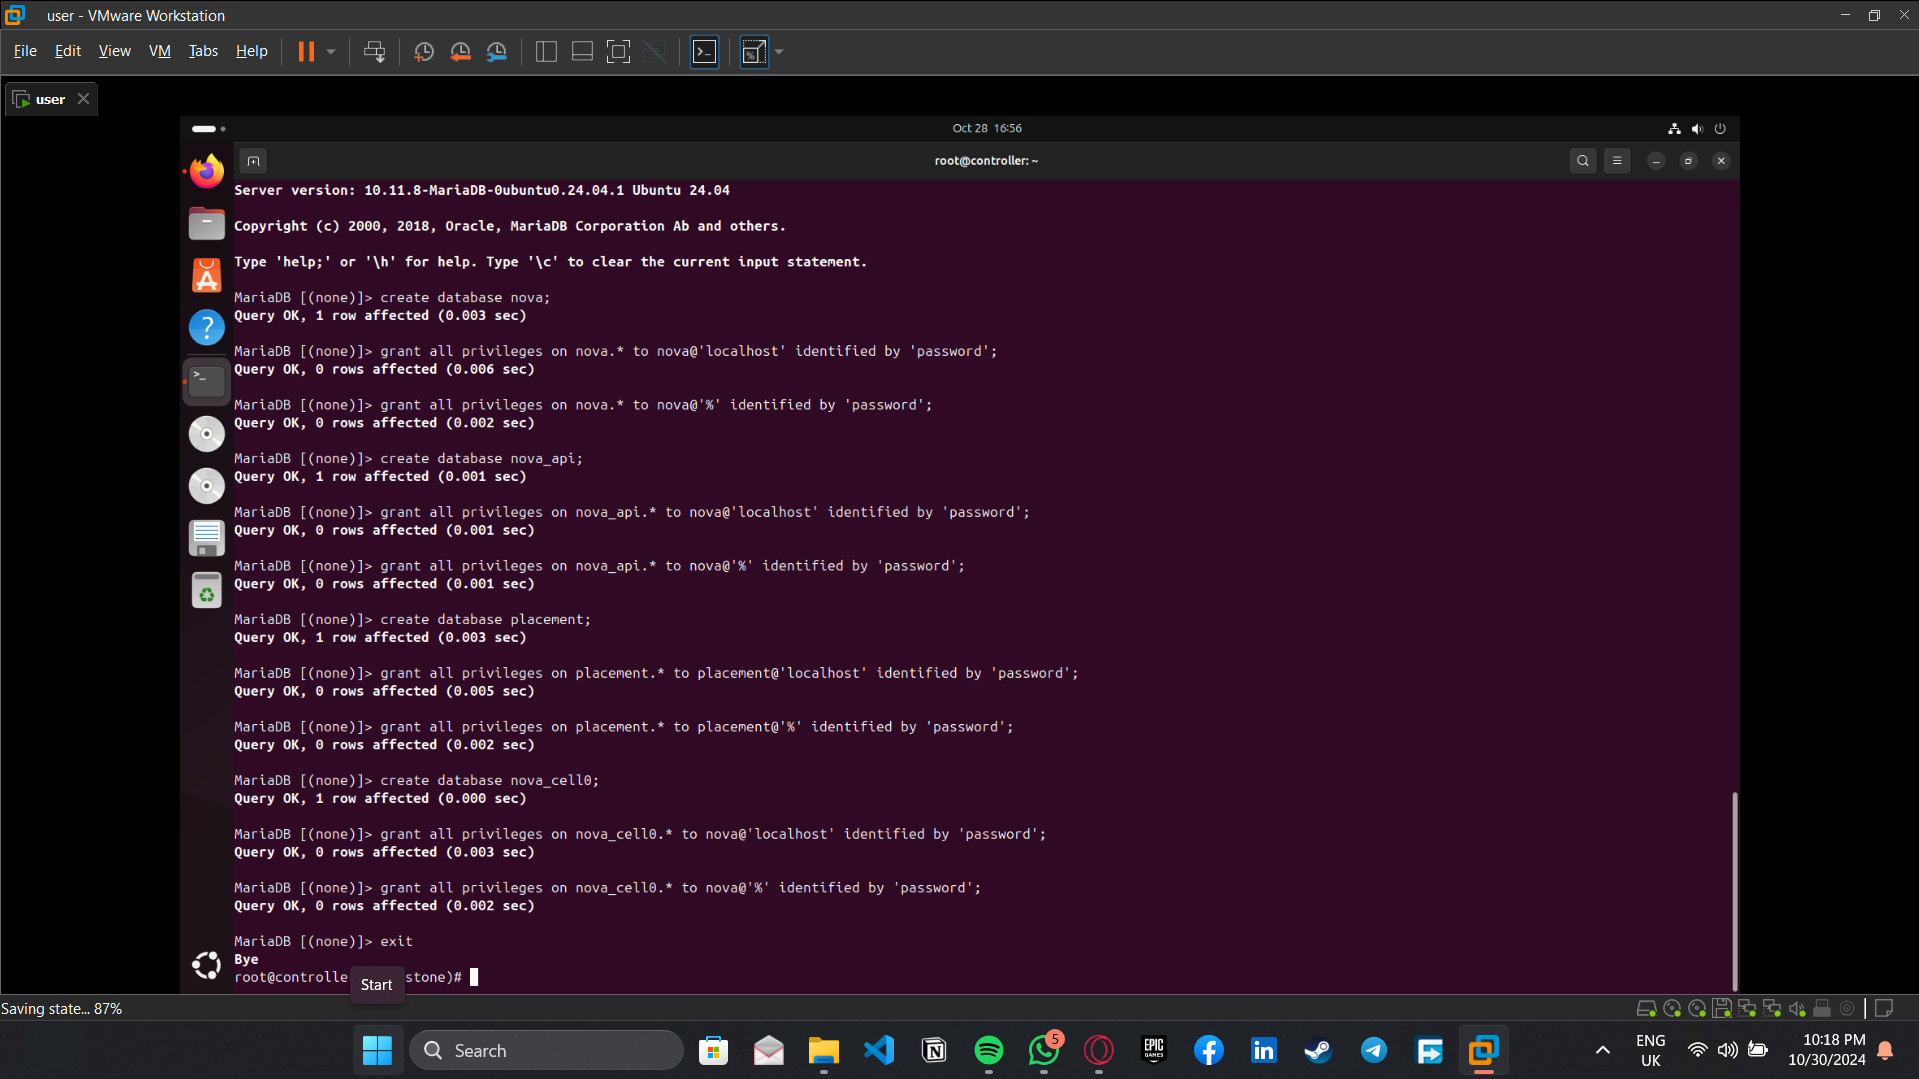 user - VMware Workstation
File Edit View VM Tabs Help
user
Oct 28 16:56
root@controller: ~
Server version: 10.11.8-MariaDB-0ubuntu0.24.04.1 Ubuntu 24.04
Copyright (c) 2000, 2018, Oracle, MariaDB Corporation Ab and others.
Type 'help;' or '\h' for help. Type '\c' to clear the current input statement.
MariaDB [(none)]> create database nova;
Query OK, 1 row affected (0.003 sec)
MariaDB [(none)]> grant all privileges on nova.* to nova@'localhost' identified by 'password';
Query OK, 0 rows affected (0.006 sec)
MariaDB [(none)]> grant all privileges on nova.* to nova@'%' identified by 'password';
Query OK, 0 rows affected (0.002 sec)
MariaDB [(none)]> create database nova_api;
Query OK, 1 row affected (0.001 sec)
MariaDB [(none)]> grant all privileges on nova_api.* to nova@'localhost' identified by 'password';
Query OK, 0 rows affected (0.001 sec)
MariaDB [(none)]> grant all privileges on nova_api.* to nova@'%' identified by 'password';
Query OK, 0 rows affected (0.001 sec)
MariaDB [(none)]> create database placement;
Query OK, 1 row affected (0.003 sec)
MariaDB [(none)]> grant all privileges on placement.* to placement@'localhost' identified by 'password';
Query OK, 0 rows affected (0.005 sec)
MariaDB [(none)]> grant all privileges on placement.* to placement@'%' identified by 'password';
Query OK, 0 rows affected (0.002 sec)
MariaDB [(none)]> create database nova_cell0;
Query OK, 1 row affected (0.000 sec)
MariaDB [(none)]> grant all privileges on nova_cell0.* to nova@'localhost' identified by 'password';
Query OK, 0 rows affected (0.003 sec)
MariaDB [(none)]> grant all privileges on nova_cell0.* to nova@'%' identified by 'password';
Query OK, 0 rows affected (0.002 sec)
MariaDB [(none)]> exit
Bye
root@controlle stone)#
Start
Saving state... 87%
Search
5
EPIC GAMES
ENG
UK
10:18 PM
10/30/2024